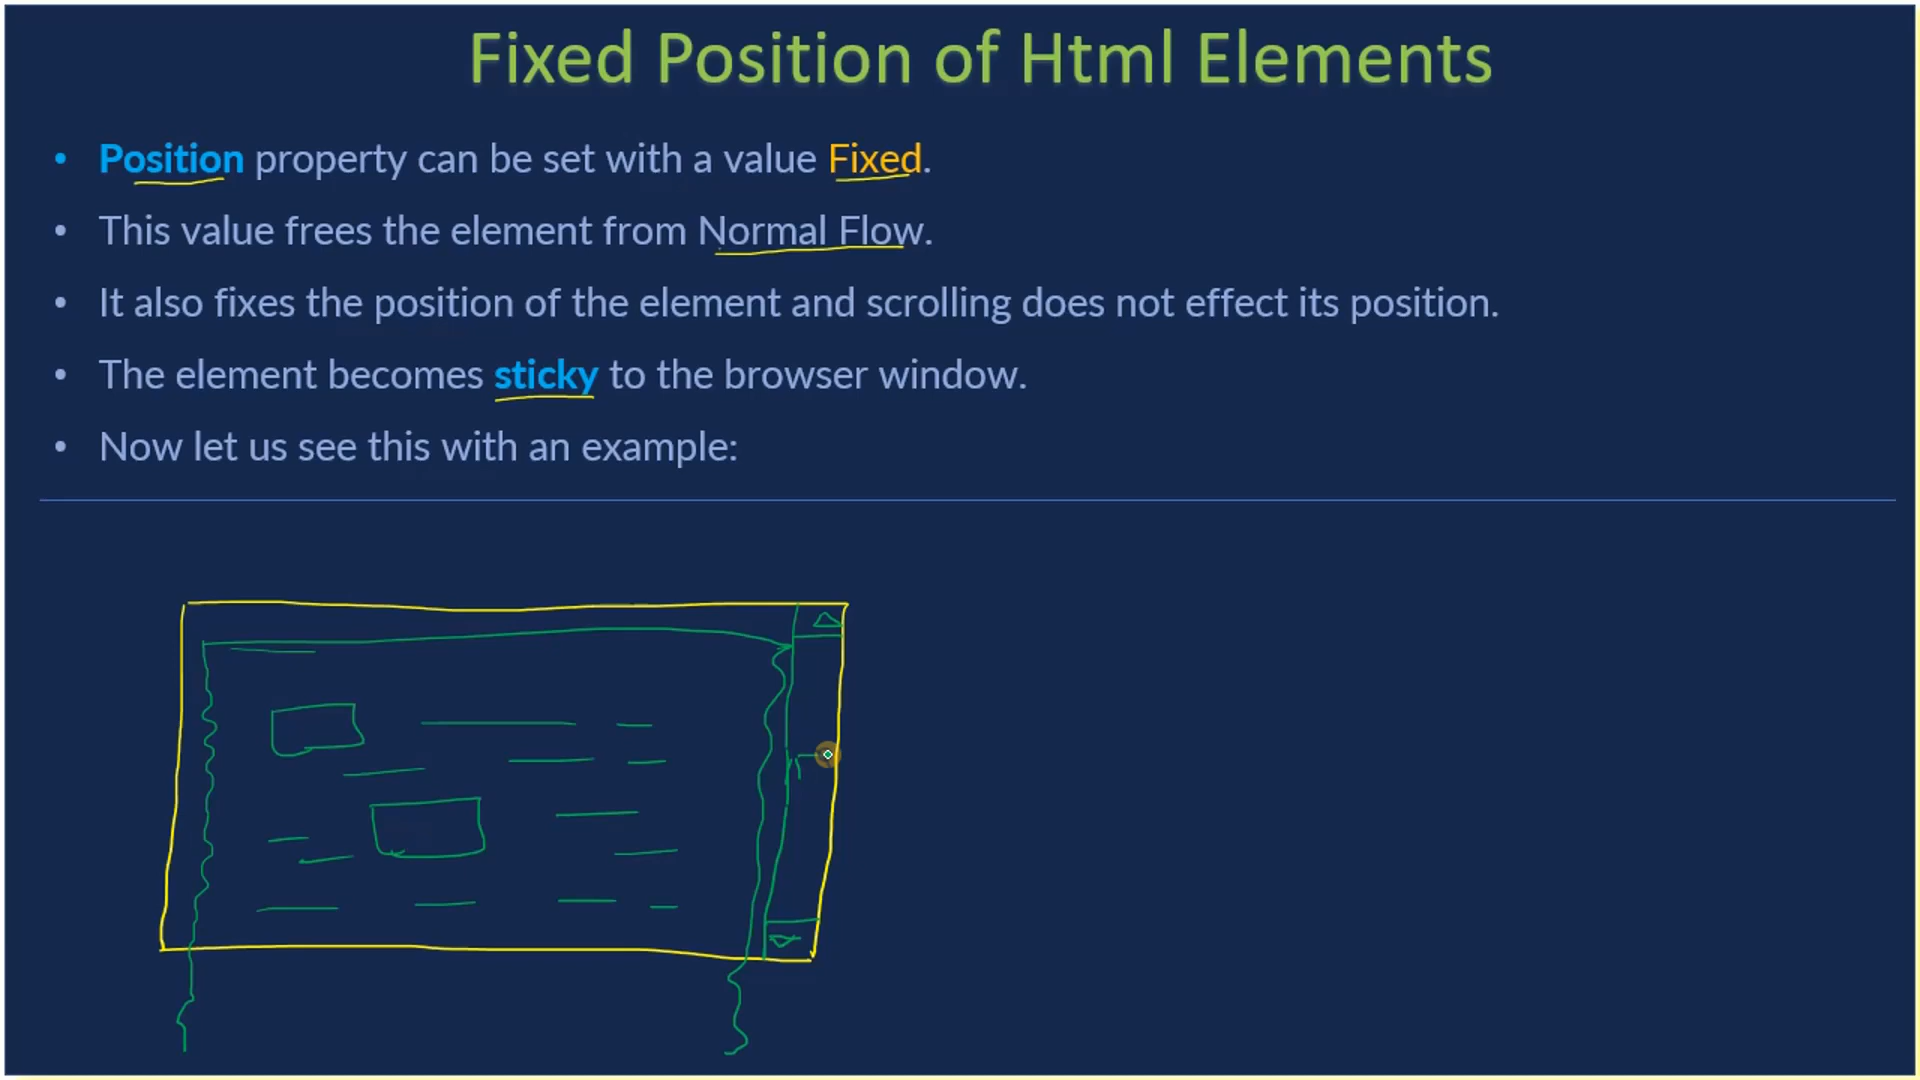 Fixed Position of Html Elements
• Position property can be set with a value Fixed.
• This value frees the element from Normal Flow.
• It also fixes the position of the element and scrolling does not effect its position.
• The element becomes sticky to the browser window.
• Now let us see this with an example: